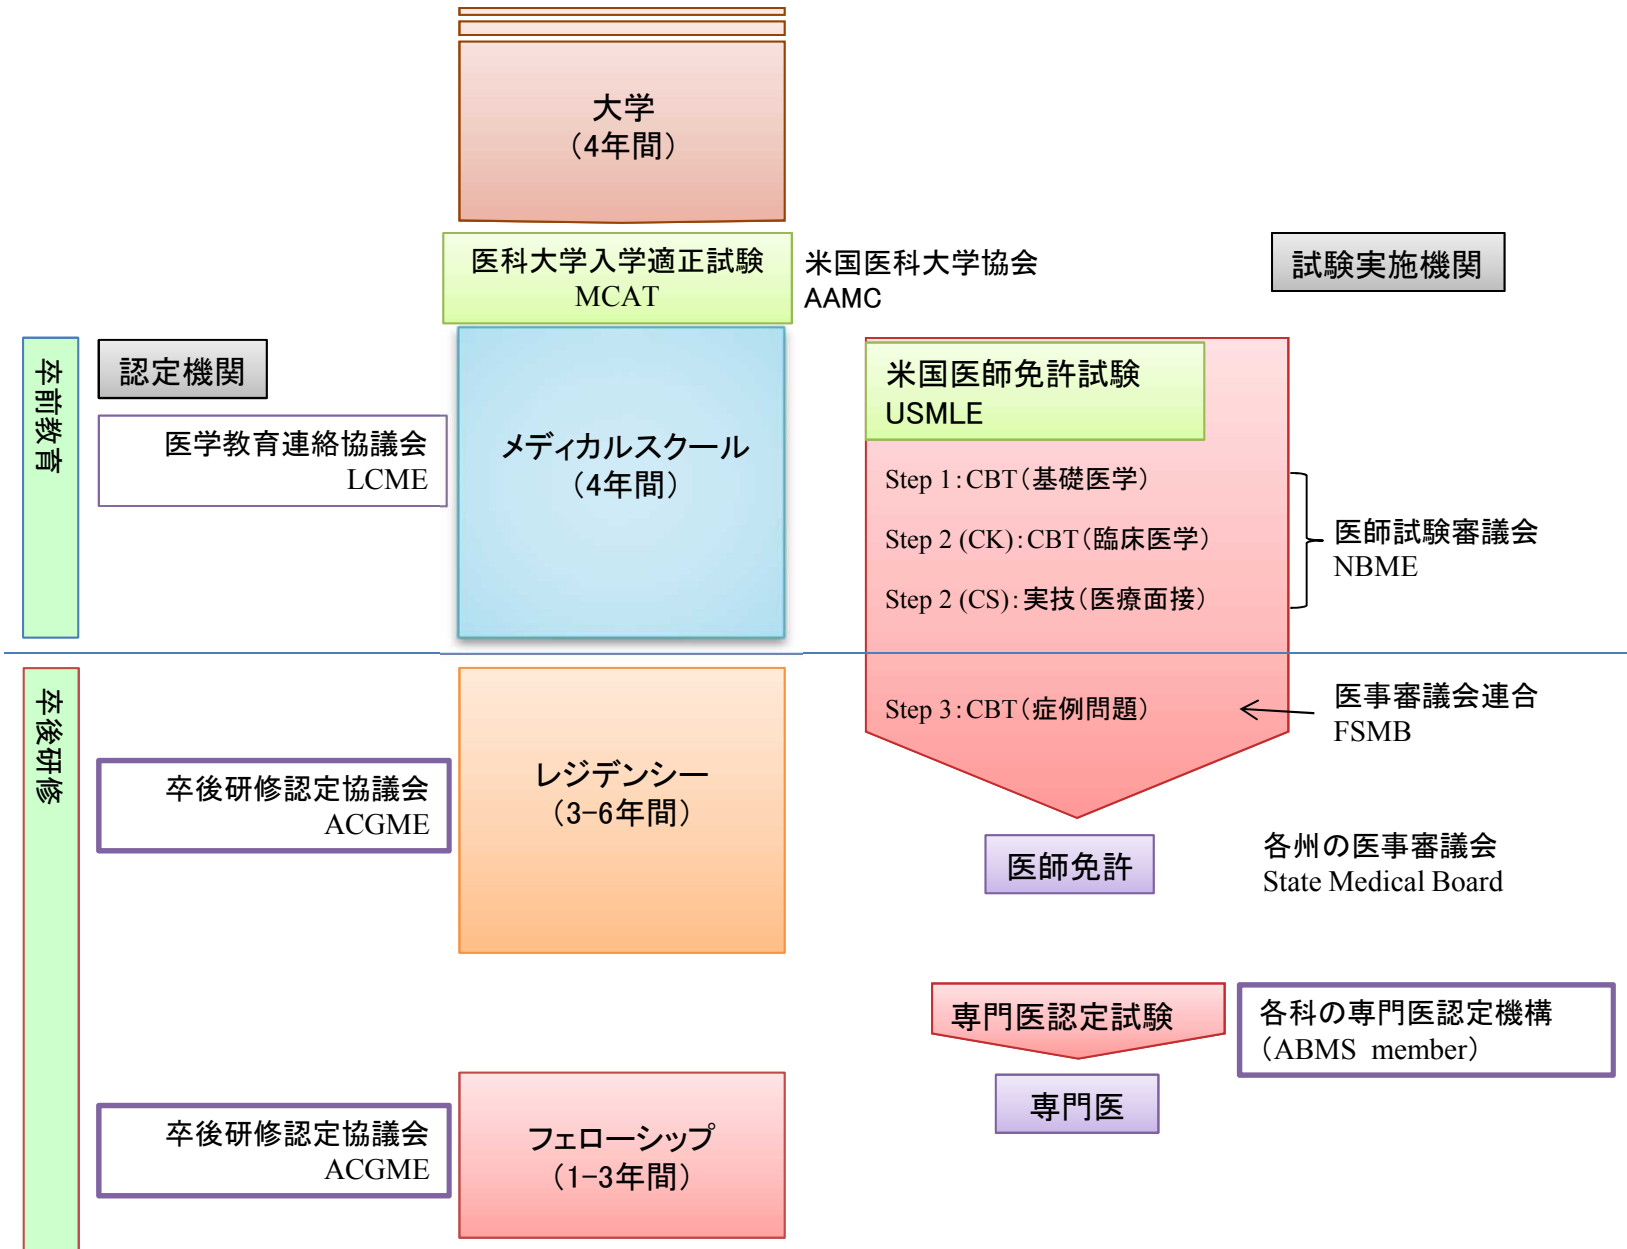 大学
（4年間）
医科大学入学適正試験
MCAT
米国医科大学協会
AAMC
試験実施機関
卒前教育
認定機関
医学教育連絡協議会
LCME
メディカルスクール
（4年間）
米国医師免許試験
USMLE
Step 1：CBT（基礎医学）
Step 2 (CK)：CBT（臨床医学）
Step 2 (CS)：実技（医療面接）
医師試験審議会
NBME
卒後研修
卒後研修認定協議会
ACGME
レジデンシー
（3-6年間）
Step 3：CBT（症例問題）
医事審議会連合
FSMB
医師免許
各州の医事審議会
State Medical Board
専門医認定試験
各科の専門医認定機構
（ABMS member）
専門医
卒後研修認定協議会
ACGME
フェローシップ
（1-3年間）